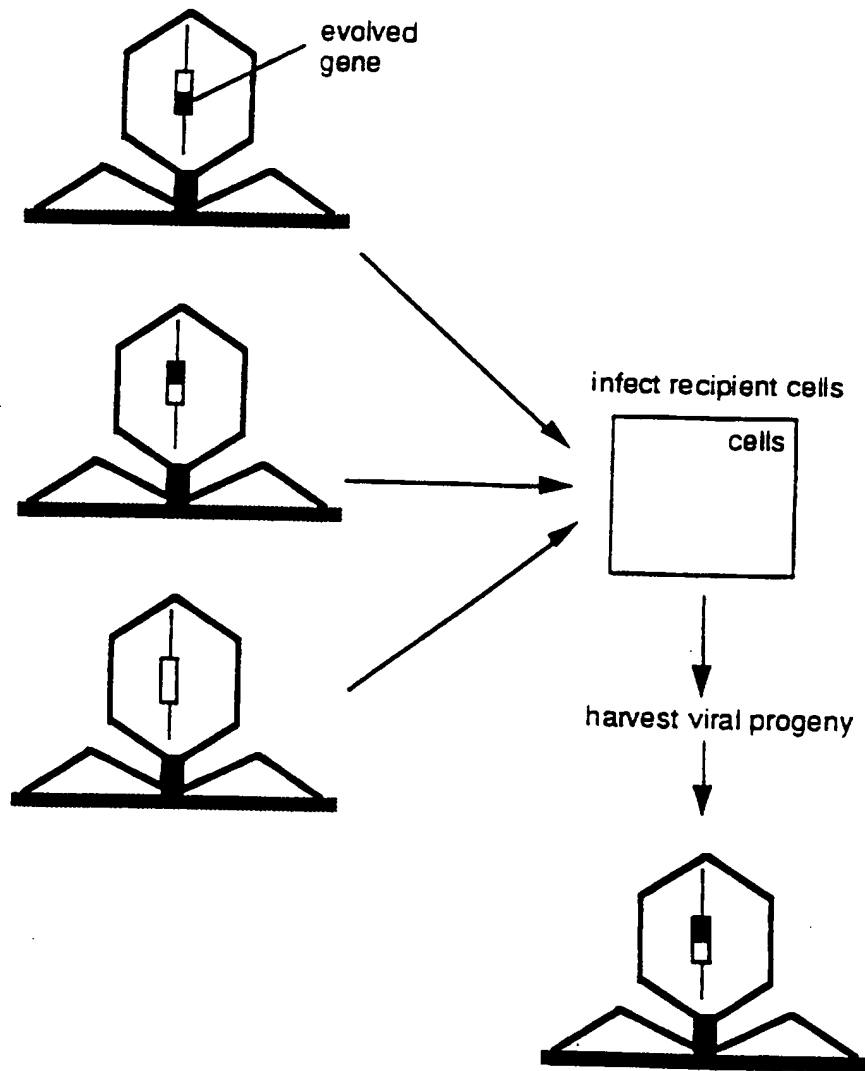 evolved
gene
infect recipient cells
cells
harvest viral progeny